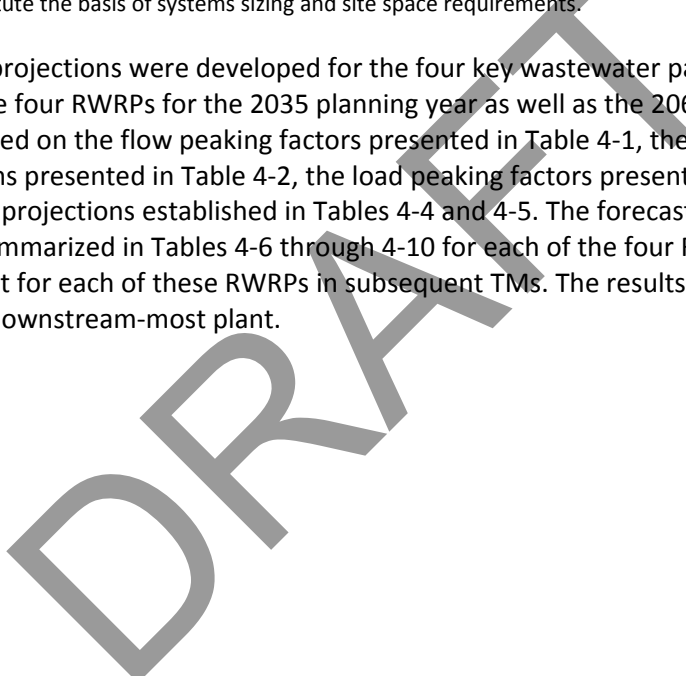 tute the basis of systems sizing and site space requirements.
projections were developed for the four key wastewater pa
e four RWRPs for the 2035 planning year as well as the 206
ed on the flow peaking factors presented in Table 4-1, the
ns presented in Table 4-2, the load peaking factors present
projections established in Tables 4-4 and 4-5. The forecast
mmarized in Tables 4-6 through 4-10 for each of the four
t for each of these RWRPs in subsequent TMs. The results
ownstream-most plant.
DRAFT